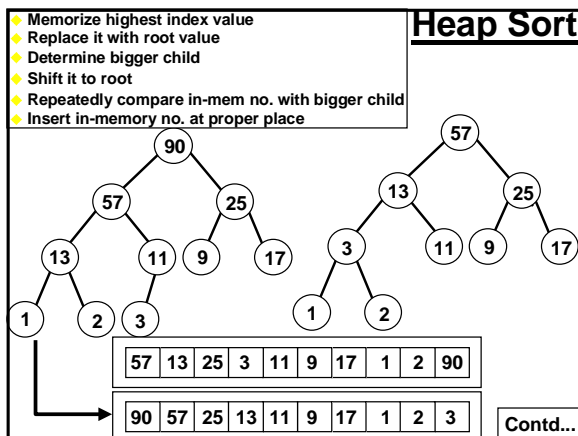 Heap Sort
Memorize highest index value
Replace it with root value
Determine bigger child
Shift it to root
Repeatedly compare in-mem no. with bigger child
Insert in-memory no. at proper place
90
57 25
13 11 9 17
1 2 3
57
13 25
3 11 9 17
1 2
57 13 25 3 11 9 17 1 2 90
90 57 25 13 11 9 17 1 2 3
Contd...